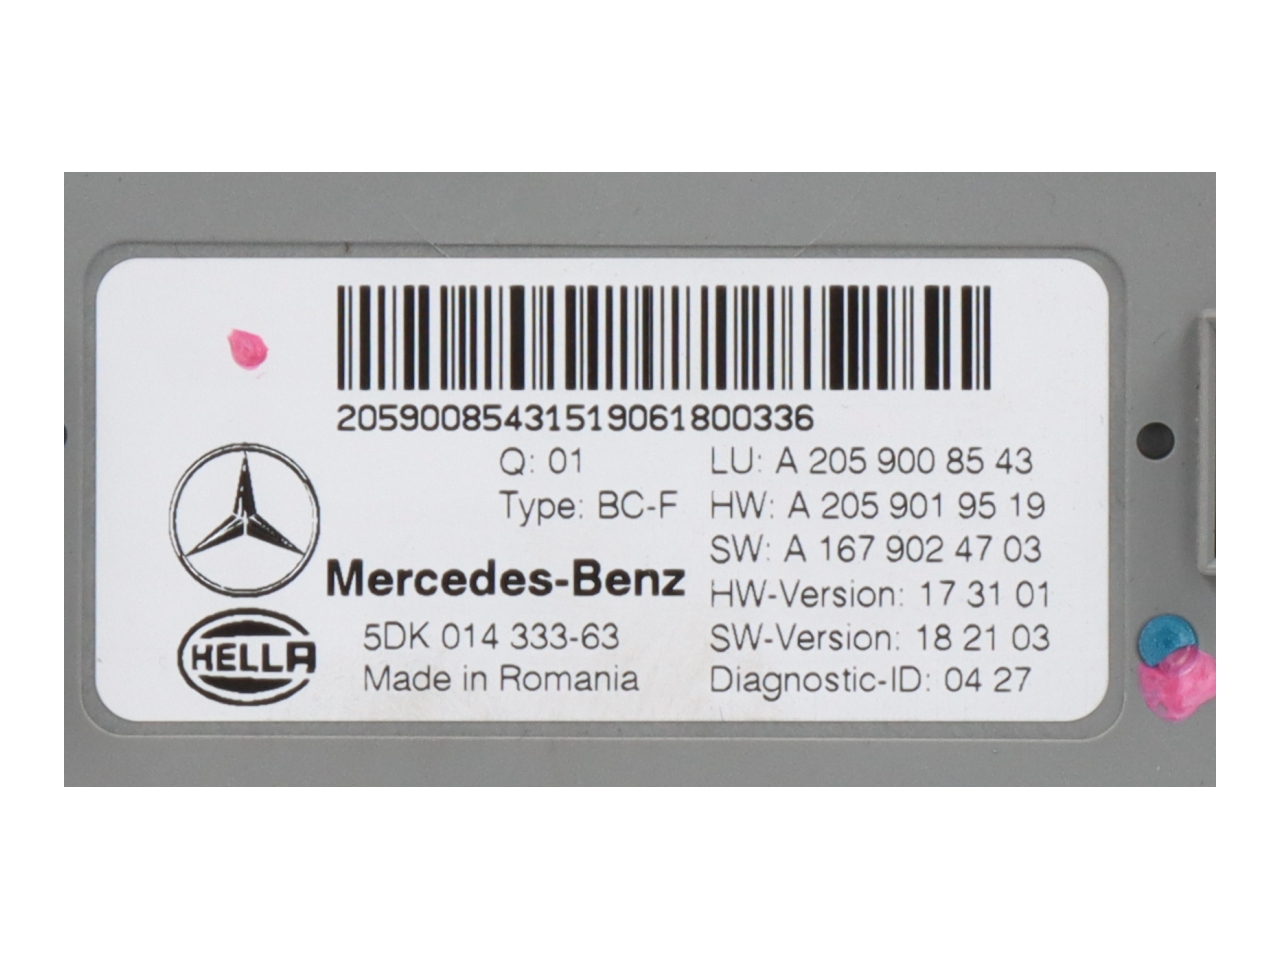 2059008543151906180​0336
Q: 01
LU: A 205 900 85 43
Type: BC-F
HW: A 205 901 95 19
SW: A 167 902 47 03
Mercedes-Benz
HW-Version: 17 31 01
HELLA
5DK 014 333-63
SW-Version: 18 21 03
Made in Romania
Diagnostic-ID: 04 27